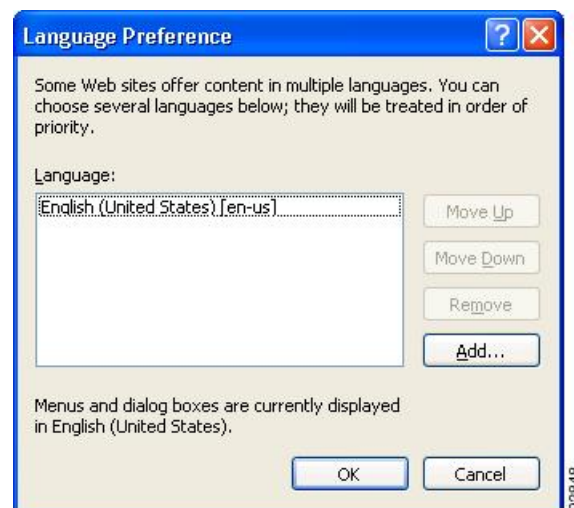 Language Preference
Some Web sites offer content in multiple languages. You can
choose several languages below; they will be treated in order of
priority.
Language:
English (United States) [en-us]
Move Up
Move Down
Remove
Add...
Menus and dialog boxes are currently displayed
in English (United States).
OK
Cancel